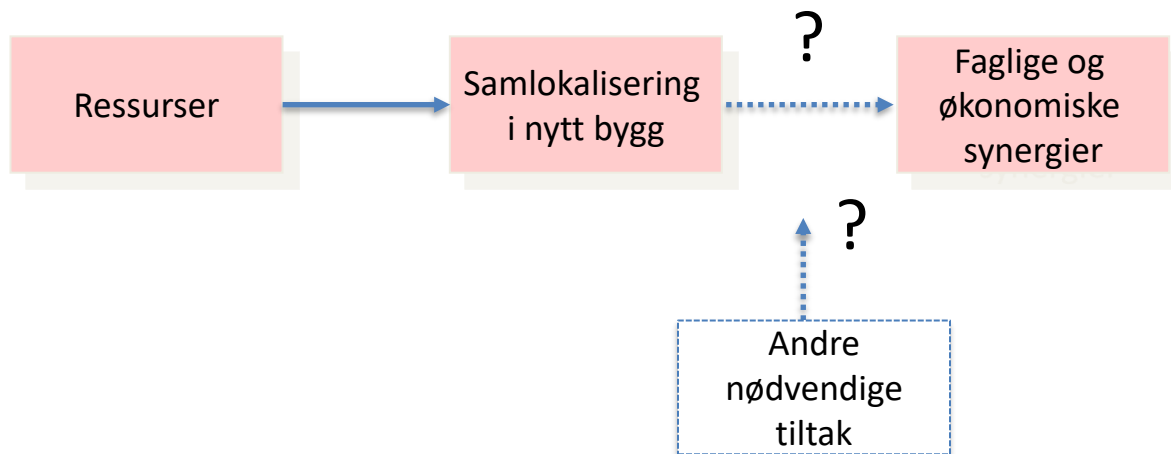 Ressurser
Samlokalisering
i nytt bygg
?
Faglige og
økonomiske
synergier
?
Andre
nødvendige
tiltak